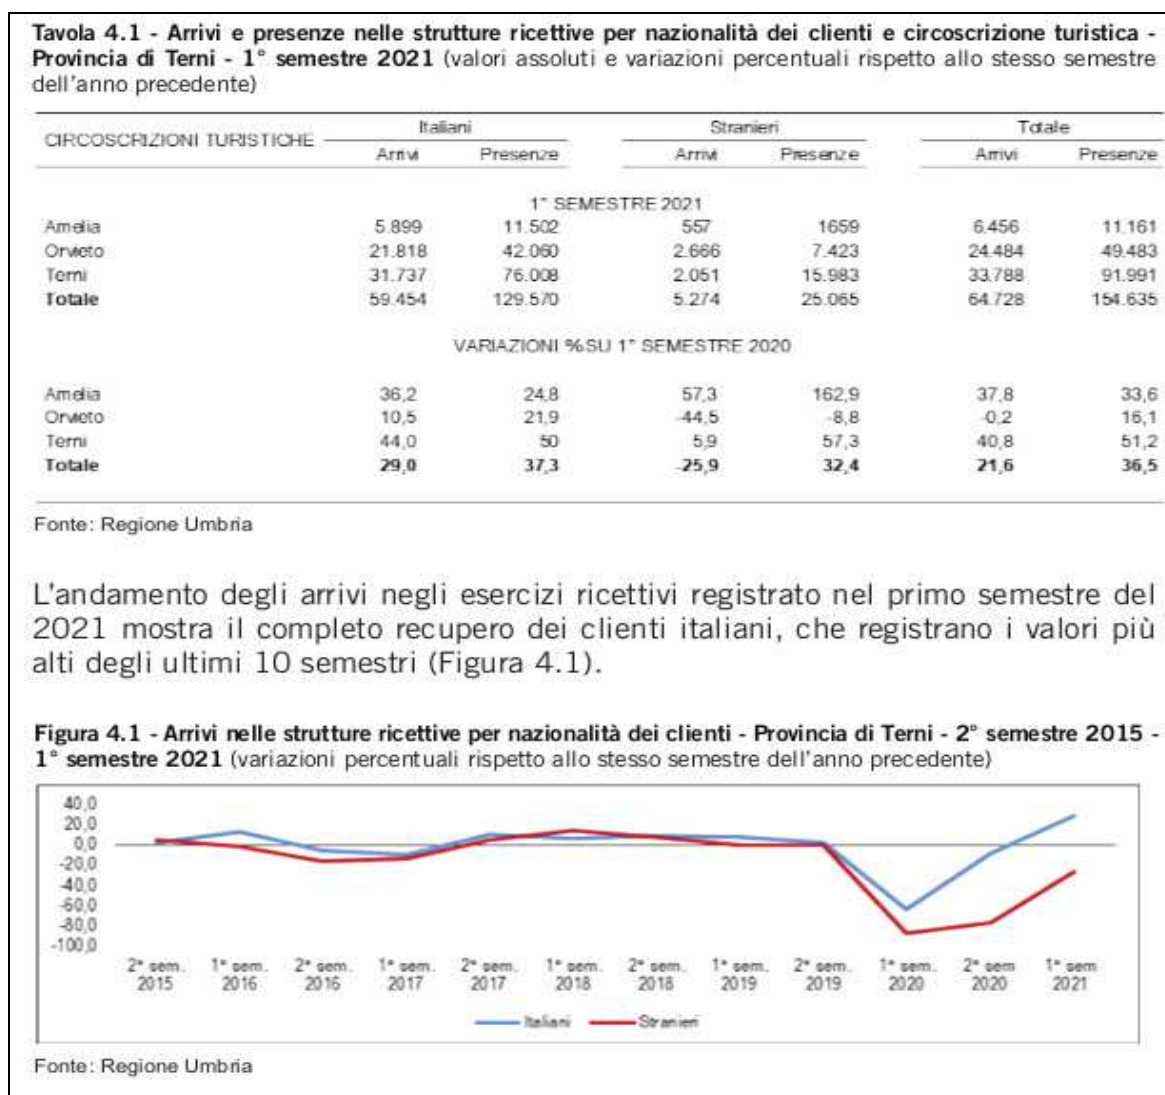 Tavola 4.1 - Arrivi e presenze nelle strutture ricettive per nazionalità dei clienti e circoscrizione turistica -
Provincia di Terni - 1° semestre 2021 (valori assoluti e variazioni percentuali rispetto allo stesso semestre
dell'anno precedente)
CIRCOSCRIZIONI TURISTICHE Italiani Stranieri Totale
Arrivi Presenze Arrivi Presenze Arrivi Presenze
1° SEMESTRE 2021
Amelia 5.899 11.502 557 1659 6.456 11.161
Orvieto 21.818 42.060 2.666 7.423 24.484 49.483
Terni 31.737 76.008 2.051 15.983 33.788 91.991
Totale 59.454 129.570 5.274 25.065 64.728 154.635
VARIAZIONI % SU 1° SEMESTRE 2020
Amelia 36,2 24,8 57,3 162,9 37,8 33,6
Orvieto 10,5 21,9 -44,5 -8,8 -0,2 16,1
Terni 44,0 50 5,9 57,3 40,8 51,2
Totale 29,0 37,3 -25,9 32,4 21,6 36,5
Fonte: Regione Umbria
L'andamento degli arrivi negli esercizi ricettivi registrato nel primo semestre del
2021 mostra il completo recupero dei clienti italiani, che registrano i valori più
alti degli ultimi 10 semestri (Figura 4.1).
Figura 4.1 - Arrivi nelle strutture ricettive per nazionalità dei clienti - Provincia di Terni - 2° semestre 2015 -
1° semestre 2021 (variazioni percentuali rispetto allo stesso semestre dell'anno precedente)
40,0
20,0
0,0
-20,0
-40,0
-60,0
-80,0
-100,0
2° sem. 1° sem. 2° sem. 1° sem. 2° sem. 1° sem. 2° sem. 1° sem. 2° sem. 1° sem. 2° sem 1° sem
2015 2016 2016 2017 2017 2018 2018 2019 2019 2020 2020 2021
Italiani Stranieri
Fonte: Regione Umbria